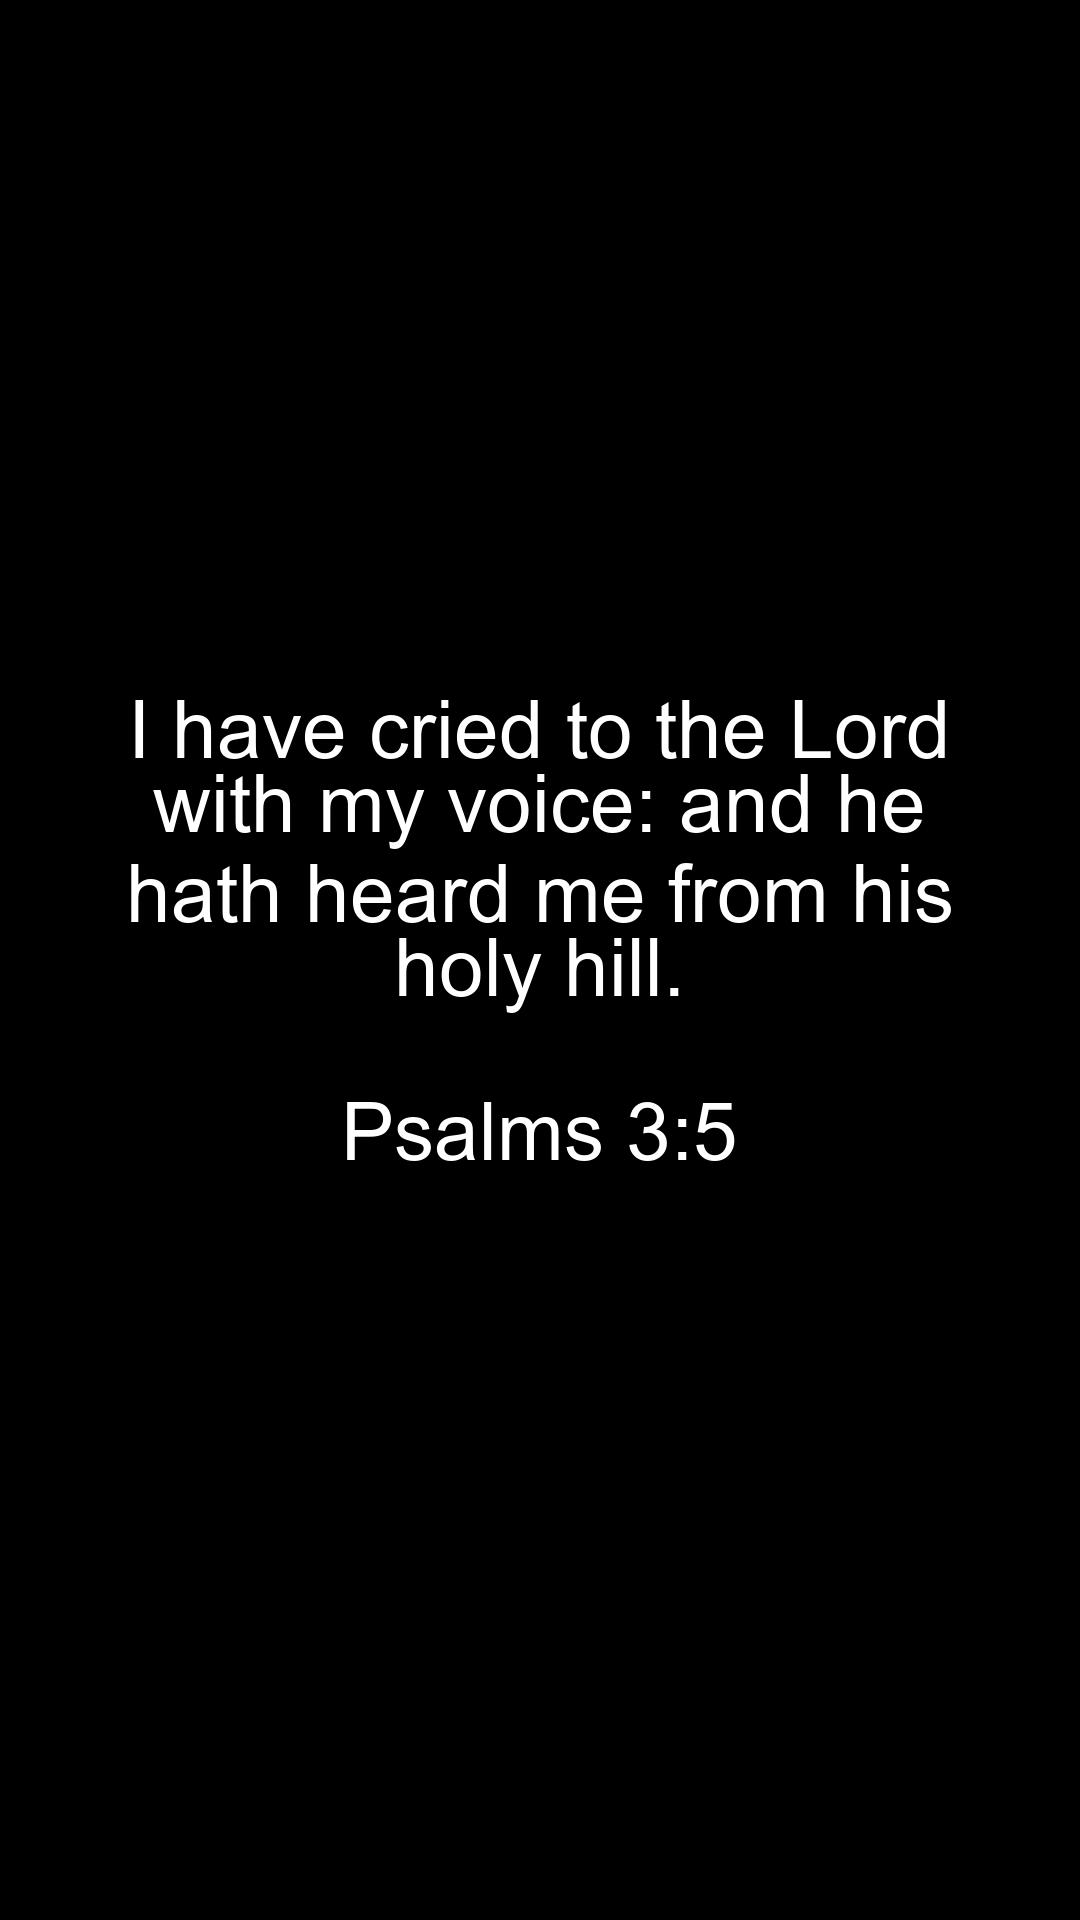 I have cried to the Lord
with my voice: and he
hath heard me from his
holy hill.
Psalms 3:5